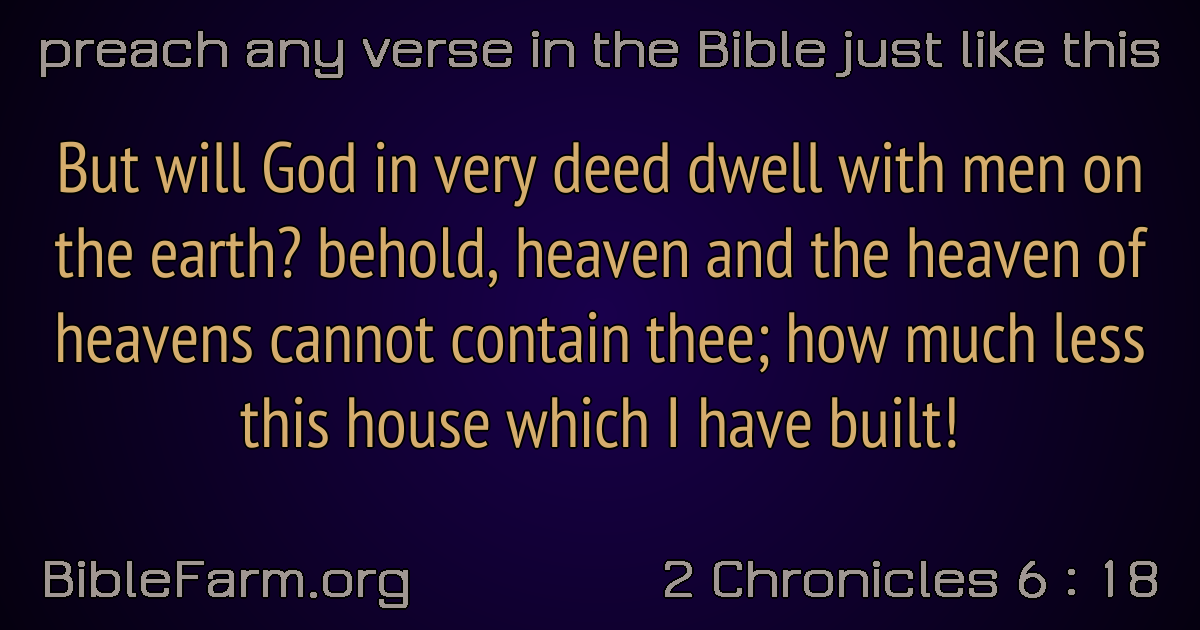 preach any verse in the Bible just like this
But will God in very deed dwell with men on
the earth? behold, heaven and the heaven of
heavens cannot contain thee; how much less
this house which I have built!
BibleFarm.org
2 Chronicles 6 : 18